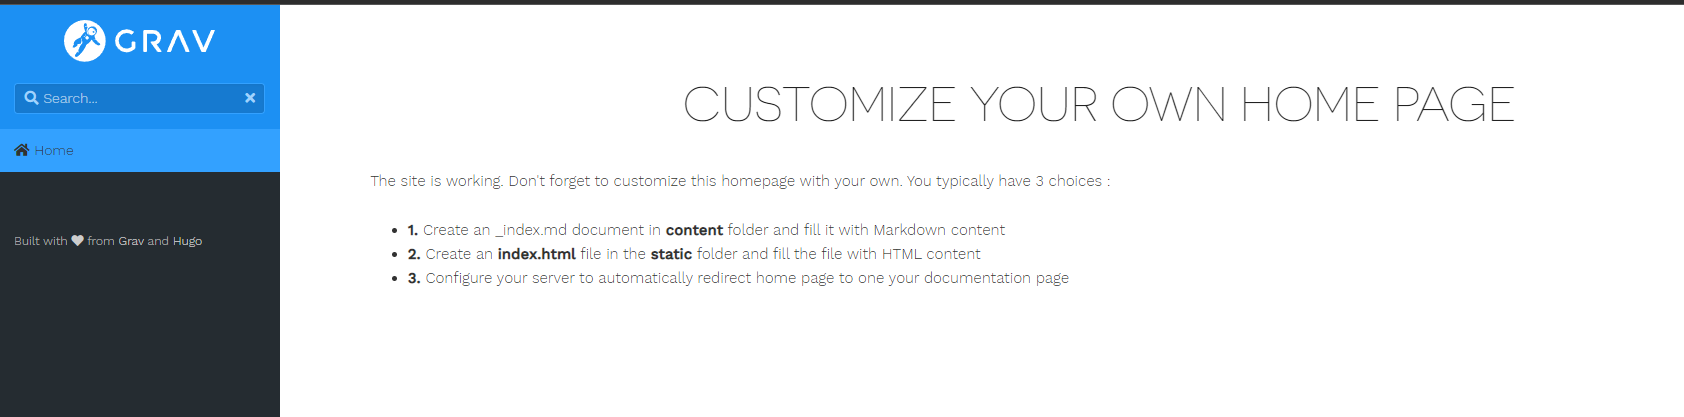 GRAV
Search...
Home
Built with from Grav and Hugo
CUSTOMIZE YOUR OWN HOME PAGE
The site is working. Don't forget to customize this homepage with your own. You typically have 3 choices :
1. Create an _index.md document in content folder and fill it with Markdown content
2. Create an index.html file in the static folder and fill the file with HTML content
3. Configure your server to automatically redirect home page to one your documentation page